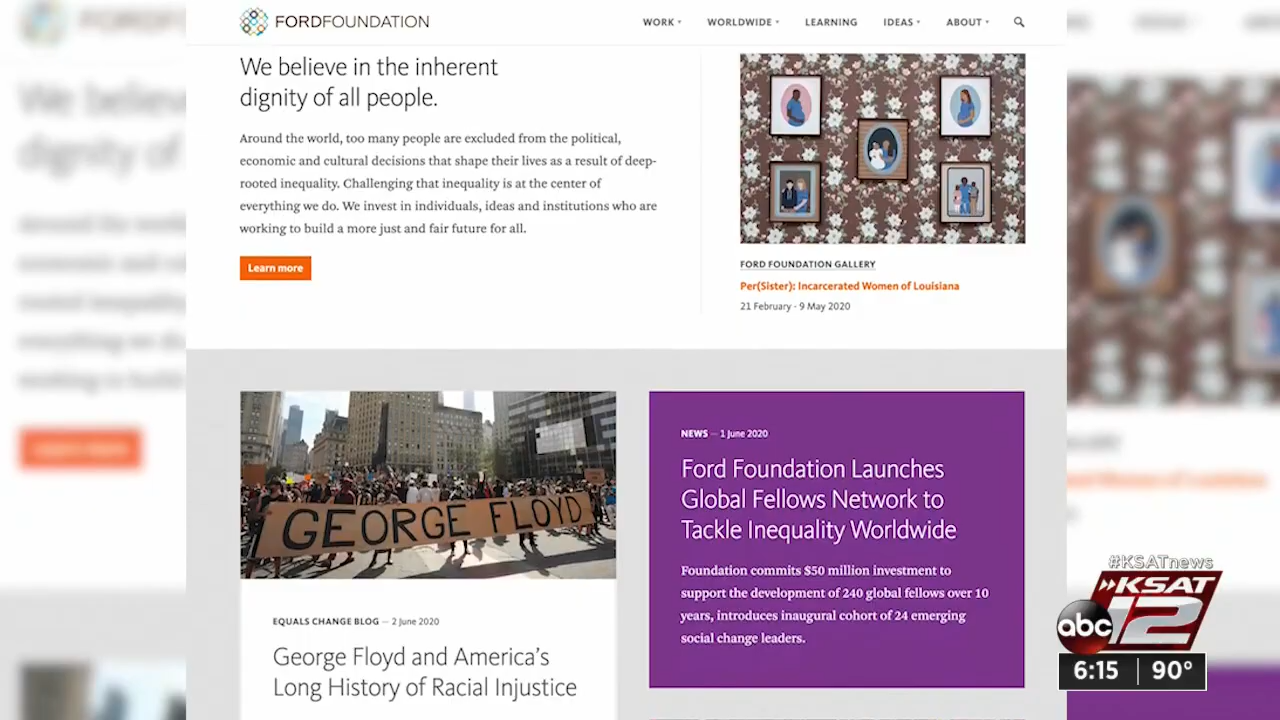 FORDFOUNDATION
WORK
WORLDWIDE
LEARNING
IDEAS
ABOUT
We believe in the inherent
dignity of all people.
Around the world, too many people are excluded from the political,
economic and cultural decisions that shape their lives as a result of deep-
rooted inequality. Challenging that inequality is at the center of
everything we do. We invest in individuals, ideas and institutions who are
working to build a more just and fair future for all.
Learn more
FORD FOUNDATION GALLERY
Per(Sister): Incarcerated Women of Louisiana
21 February - 9 May 2020
GEORGE FLOYD
EQUALS CHANGE BLOG — 2 June 2020
George Floyd and America's
Long History of Racial Injustice
NEWS — 1 June 2020
Ford Foundation Launches
Global Fellows Network to
Tackle Inequality Worldwide
Foundation commits $50 million investment to
support the development of 240 global fellows over 10
years, introduces inaugural cohort of 24 emerging
social change leaders.
#KSATnews
KSAT
abc 12
6:15 90°